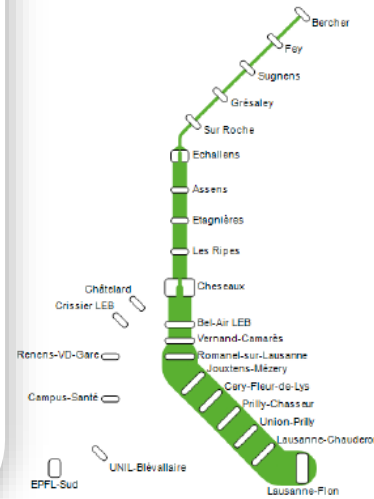 Bercher
Fey
Sugnens
Grésaley
Sur Roche
Echallens
Assens
Etagnières
Les Ripes
Cheseaux
Châtelard
Crissier LEB
Bel-Air LEB
Vernand-Camarès
Renens-VD-Gare
Romanel-sur-Lausanne
Jouxtens-Mézery
Cery-Fleur-de-Lys
Campus-Santé
Prilly-Chasseur
Union-Prilly
Lausanne-Chauderon
UNIL-Blévallaire
EPFL-Sud
Lausanne-Flon